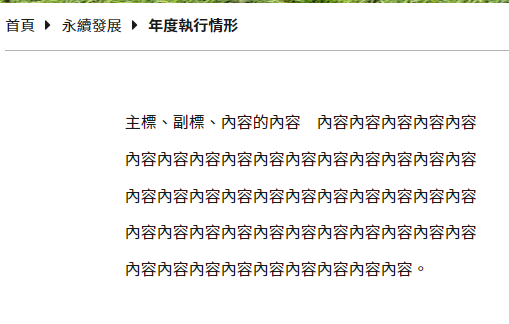 首頁 永續發展 年度執行情形
主標、副標、內容的內容　內容內容內容內容內容
內容內容內容內容內容內容內容內容內容內容內容
內容內容內容內容內容內容內容內容內容內容內容
內容內容內容內容內容內容內容內容內容內容內容
內容內容內容內容內容內容內容內容內容。